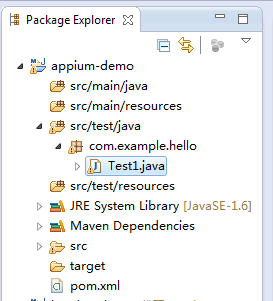 Package Explorer
appium-demo
src/main/java
src/main/resources
src/test/java
com.example.hello
Test1.java
src/test/resources
JRE System Library [JavaSE-1.6]
Maven Dependencies
src
target
pom.xml